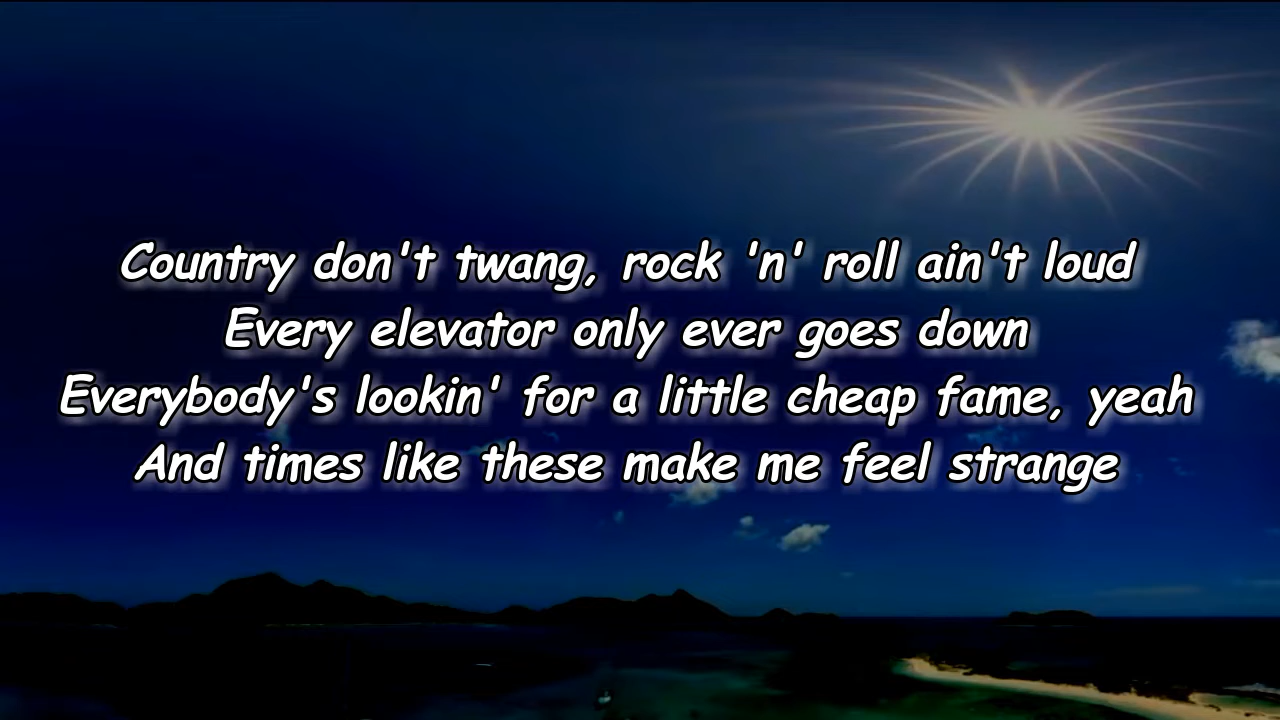 Country don't twang, rock 'n' roll ain't loud
Every elevator only ever goes down
Everybody's lookin' for a little cheap fame, yeah
And times like these make me feel strange